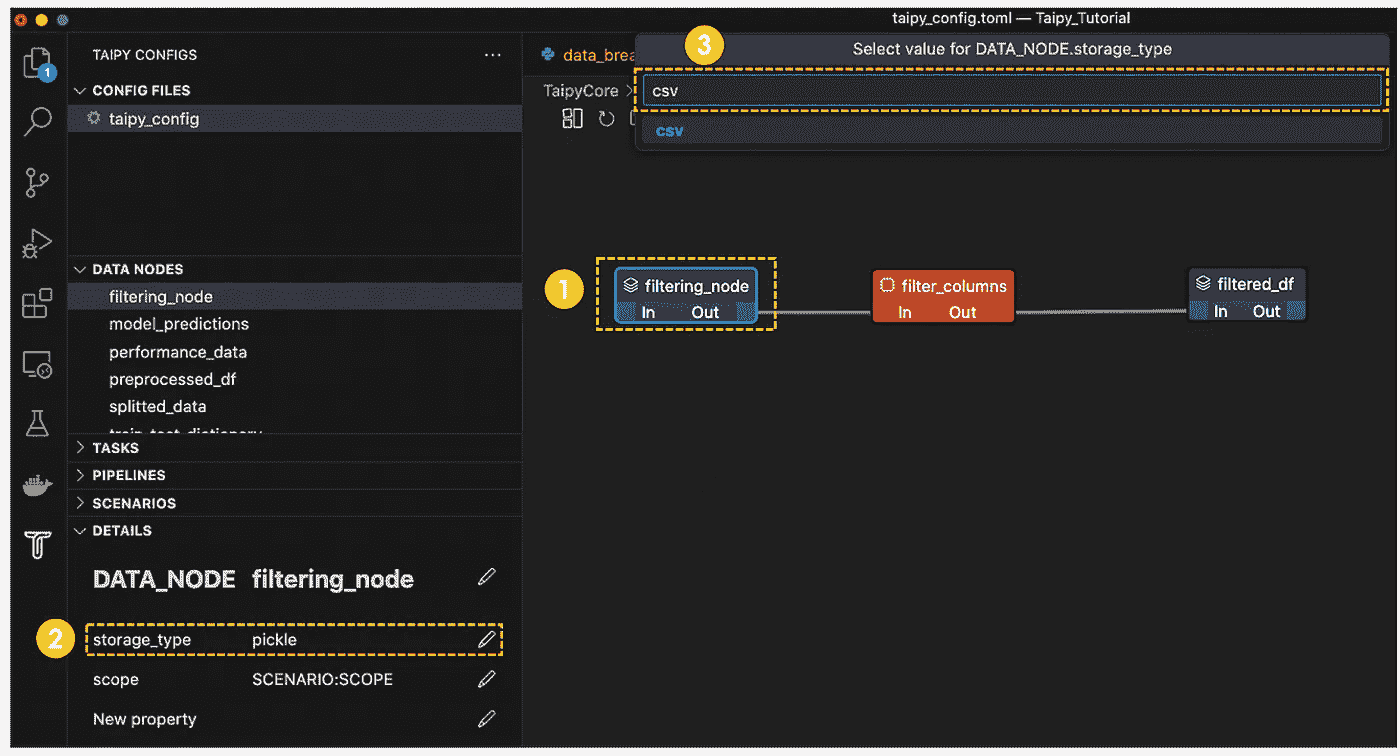 taipy_config.toml — Taipy_Tutorial
1
TAIPY CONFIGS
...
CONFIG FILES
taipy_config
data_brea
3
Select value for DATA_NODE.storage_type
TaipyCore >
csv
csv
DATA NODES
filtering_node
model_predictions
performance_data
preprocessed_df
splitted_data
TASKS
PIPELINES
SCENARIOS
DETAILS
1
filtering_node
In Out
filter_columns
In Out
filtered_df
In Out
DATA_NODE filtering_node
2
storage_type pickle
scope SCENARIO:SCOPE
New property